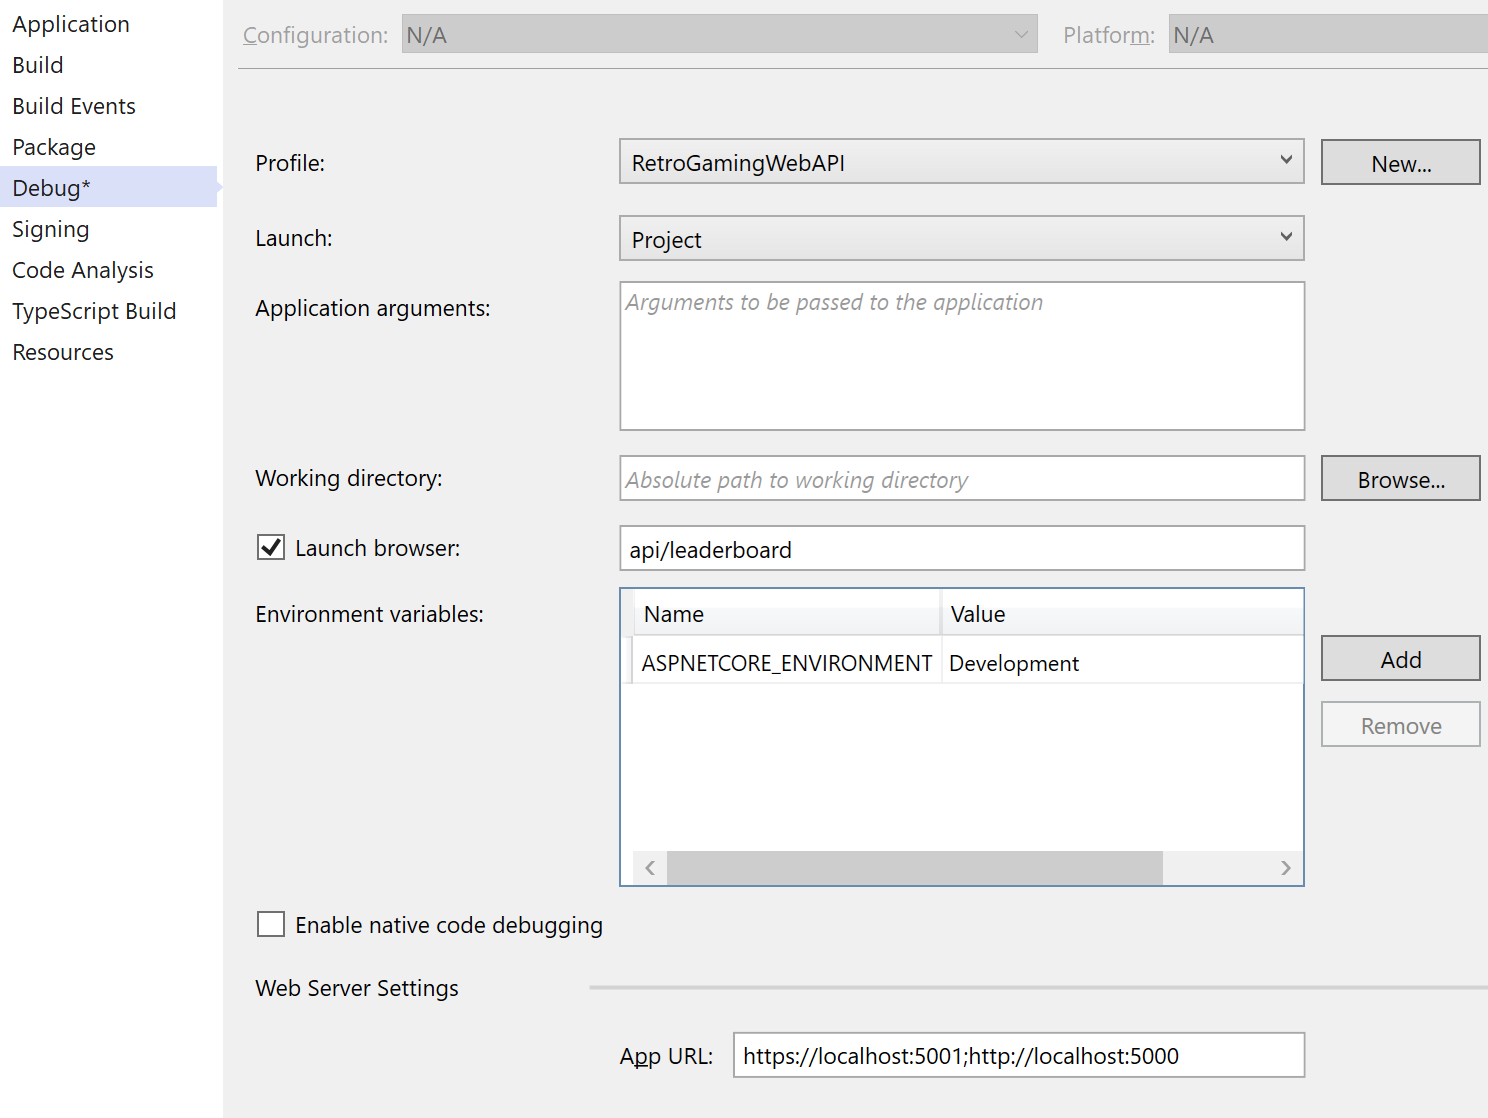 Application
Build
Build Events
Package
Debug*
Signing
Code Analysis
TypeScript Build
Resources
Configuration: N/A Platform: N/A
Profile: RetroGamingWebAPI New...
Launch: Project
Application arguments: Arguments to be passed to the application
Working directory: Absolute path to working directory Browse...
Launch browser: api/leaderboard
Environment variables: Name Value
ASPNETCORE_ENVIRONMENT Development Add
Remove
Enable native code debugging
Web Server Settings
App URL: https://localhost:5001;http://localhost:5000